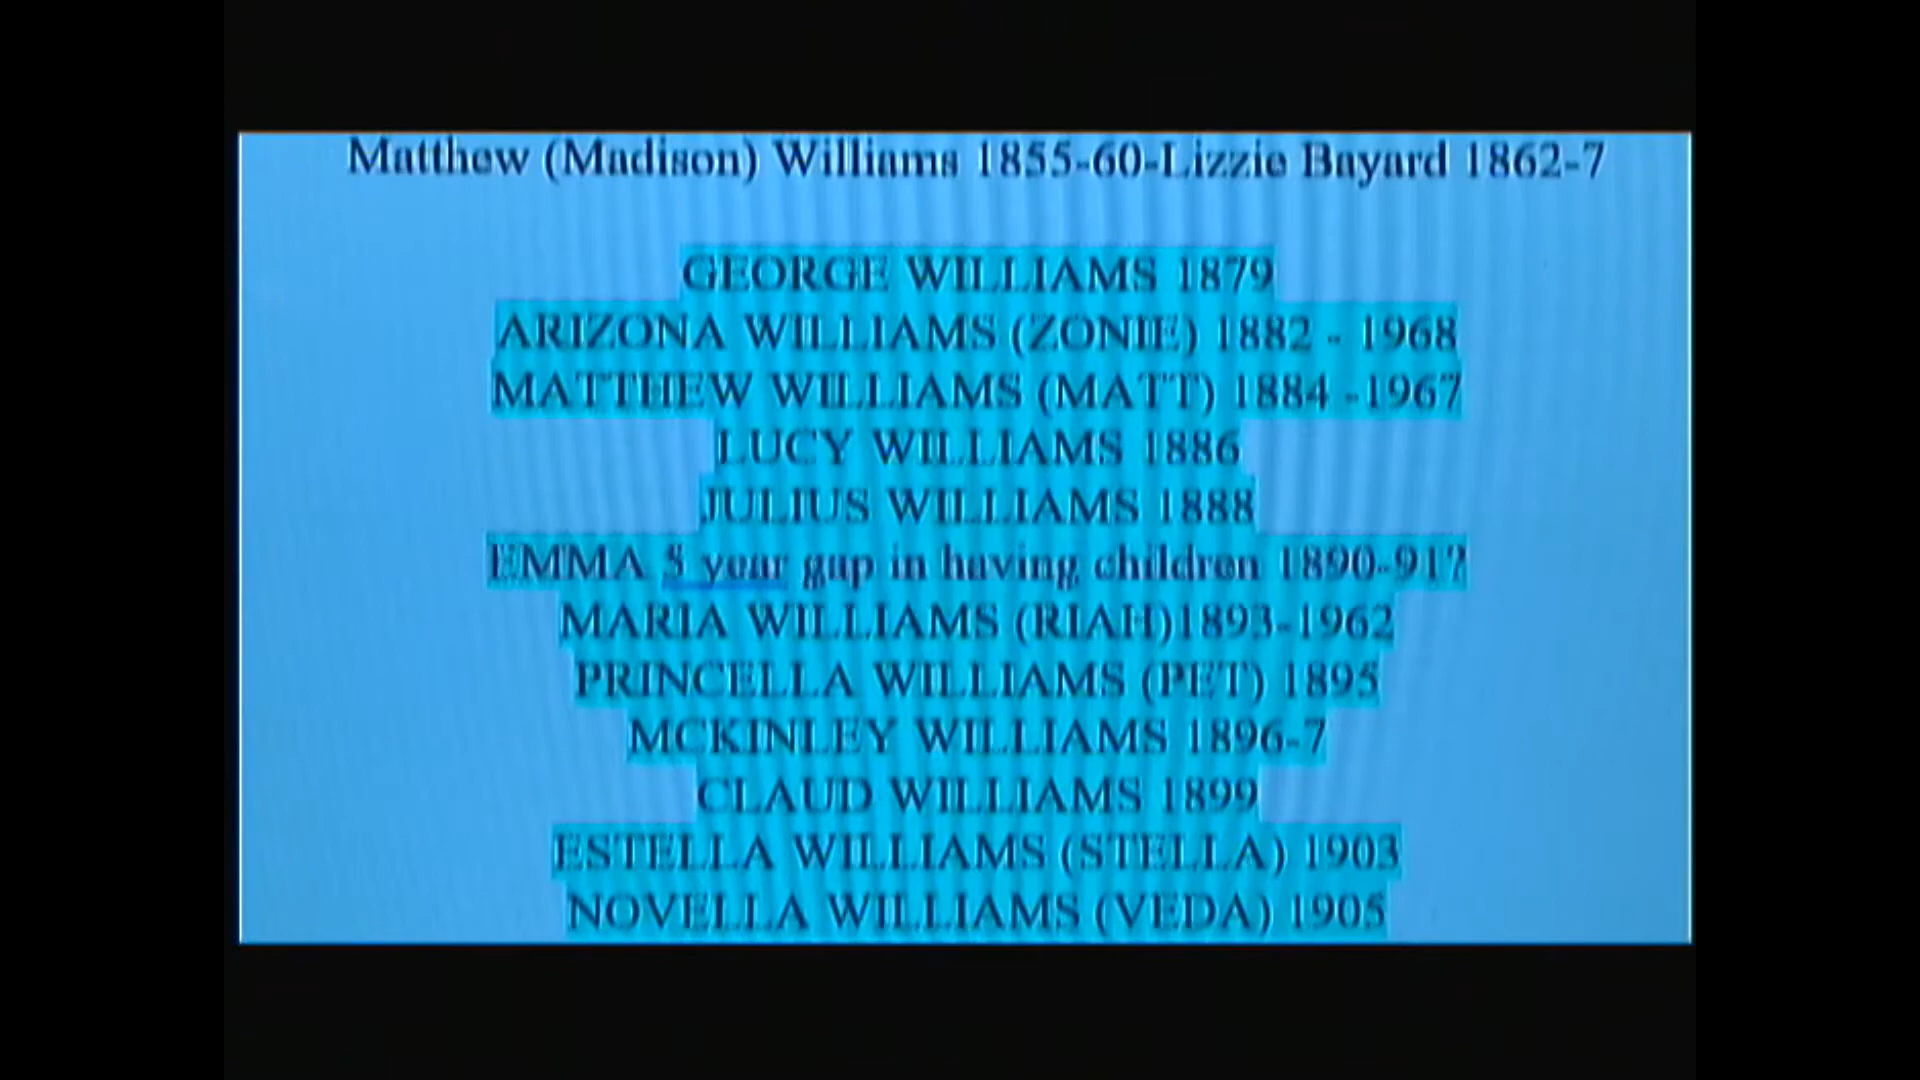 Matthew (Madison) Williams 1855-60-Lizzie Bayard 1862-7
GEORGE WILLIAMS 1879
ARIZONA WILLIAMS (ZONIE) 1882 - 1968
MATTHEW WILLIAMS (MATT) 1884 -1967
LUCY WILLIAMS 1886
JULIUS WILLIAMS 1888
EMMA 5 year gap in having children 1890-91?
MARIA WILLIAMS (RIAH)1893-1962
PRINCELLA WILLIAMS (PET) 1895
MCKINLEY WILLIAMS 1896-7
CLAUD WILLIAMS 1899
ESTELLA WILLIAMS (STELLA) 1903
NOVELLA WILLIAMS (VEDA) 1905